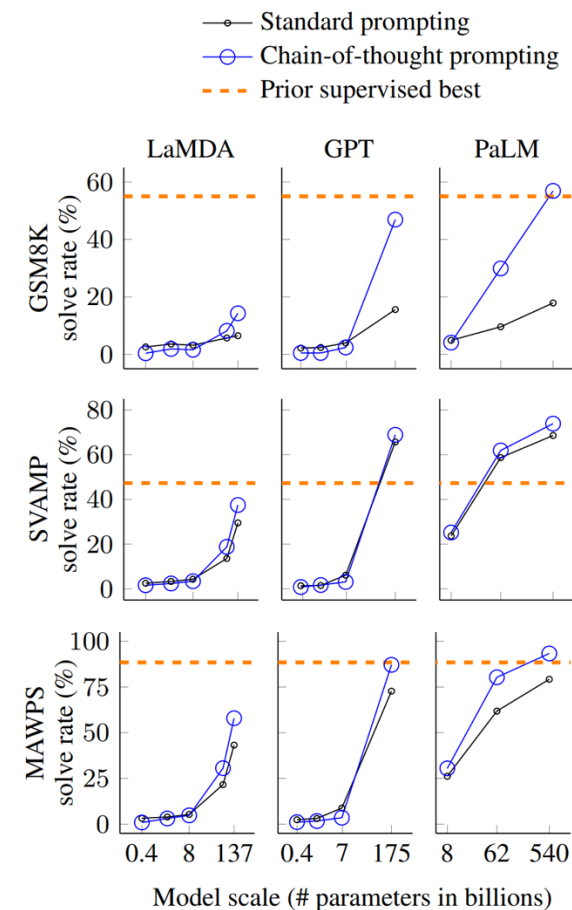 Standard prompting
Chain-of-thought prompting
Prior supervised best
LaMDA GPT PaLM
GSM8K
solve rate (%)
60
40
20
0
SVAMP
solve rate (%)
80
60
40
20
0
MAWPS
solve rate (%)
100
75
50
25
0
0.4 8 137 0.4 7 175 8 62 540
Model scale (# parameters in billions)